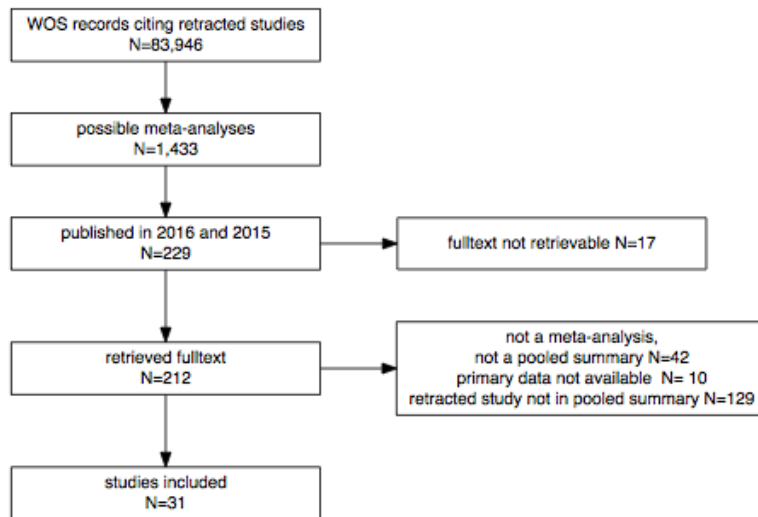 WOS records citing retracted studies
N=83,946
possible meta-analyses
N=1,433
published in 2016 and 2015
N=229
fulltext not retrievable N=17
retrieved fulltext
N=212
not a meta-analysis,
not a pooled summary N=42
primary data not available N= 10
retracted study not in pooled summary N=129
studies included
N=31